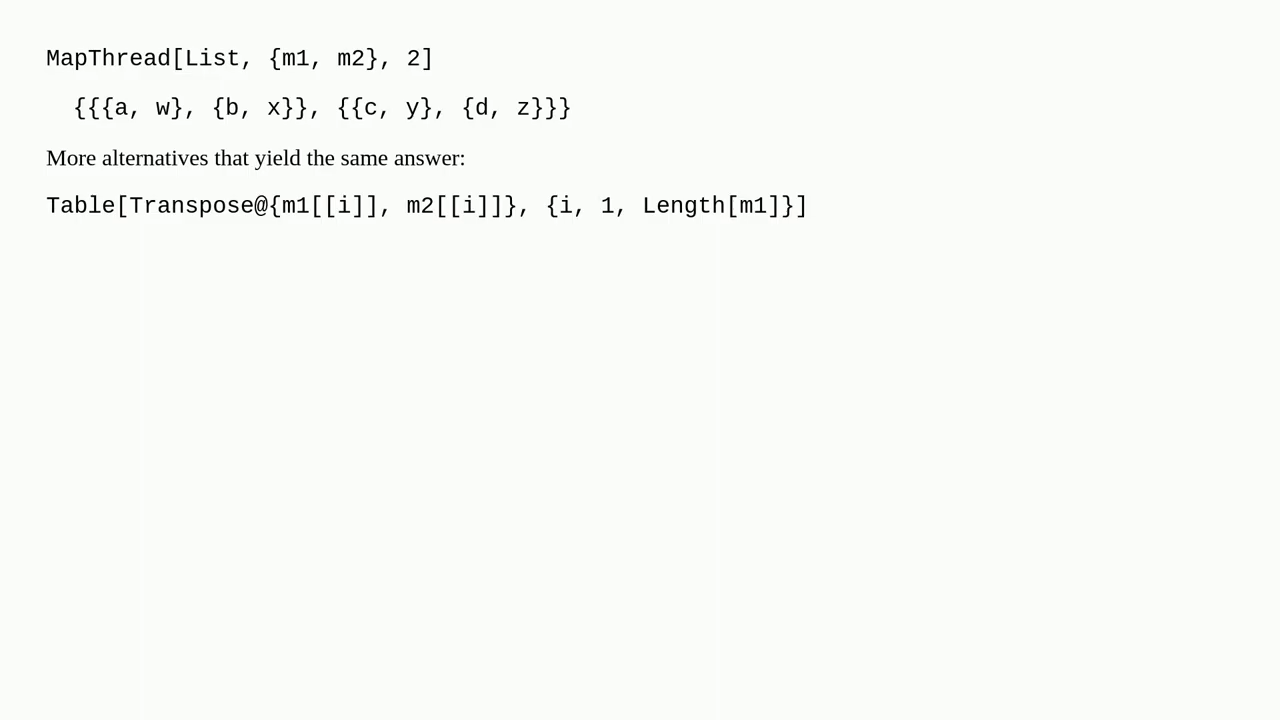 MapThread[List, {m1, m2}, 2]
{{{a, w}, {b, x}}, {{c, y}, {d, z}}}
More alternatives that yield the same answer:
Table[Transpose@{m1[[i]], m2[[i]]}, {i, 1, Length[m1]}]